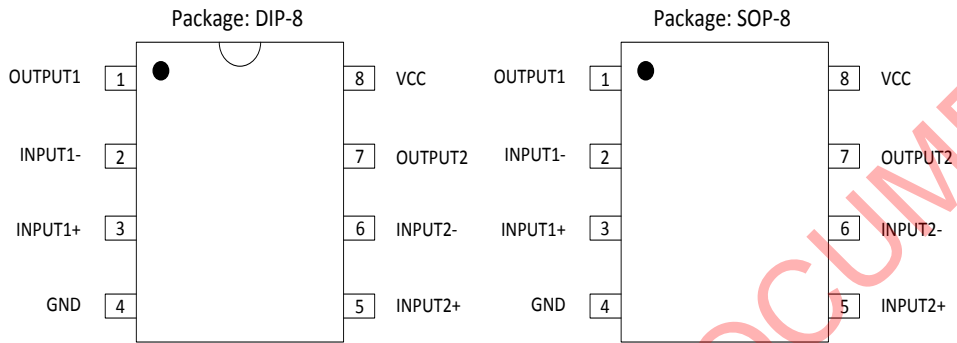 Package: DIP-8
OUTPUT1 1 8 VCC
INPUT1- 2 7 OUTPUT2
INPUT1+ 3 6 INPUT2-
GND 4 5 INPUT2+
Package: SOP-8
OUTPUT1 1 8 VCC
INPUT1- 2 7 OUTPUT2
INPUT1+ 3 6 INPUT2-
GND 4 5 INPUT2+